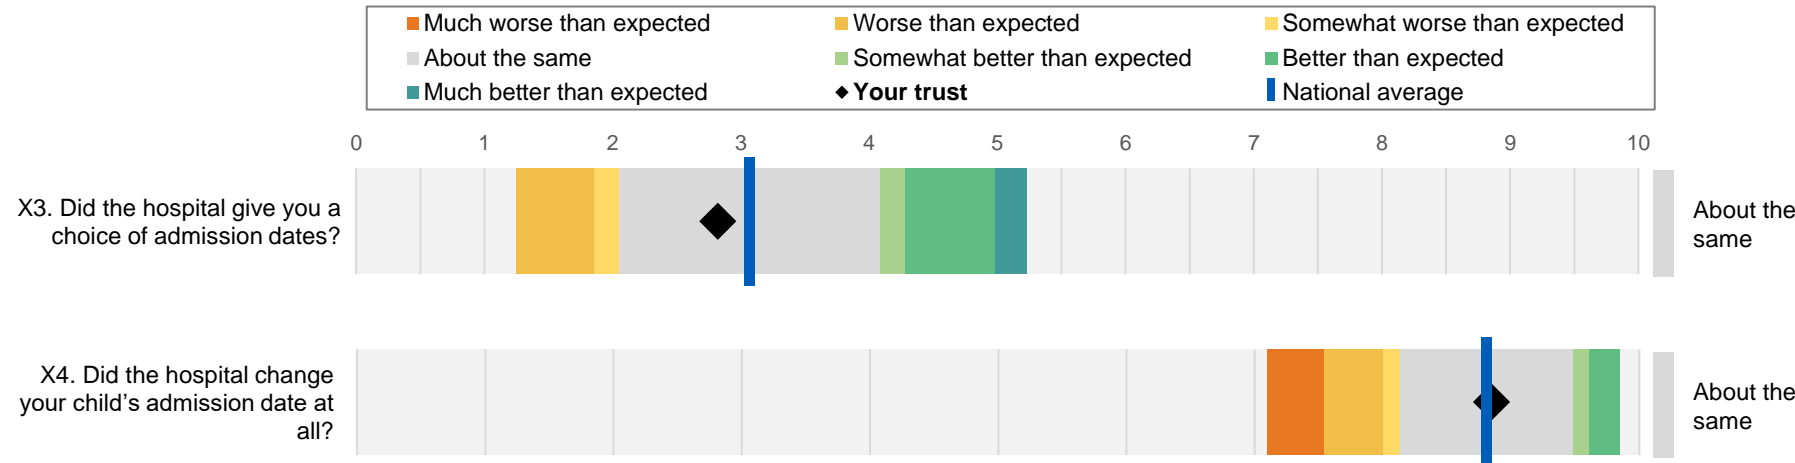 Much worse than expected
Worse than expected
Somewhat worse than expected
About the same
Somewhat better than expected
Better than expected
Much better than expected
Your trust
National average
0 1 2 3 4 5 6 7 8 9 10
X3. Did the hospital give you a
choice of admission dates?
About the
same
X4. Did the hospital change
your child’s admission date at
all?
About the
same